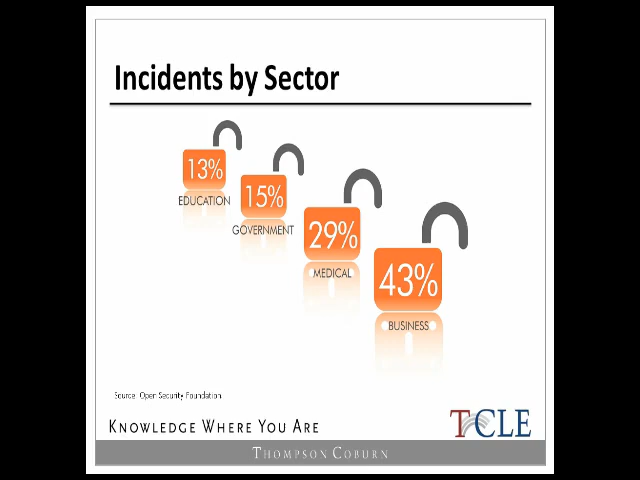 Incidents by Sector
13%
EDUCATION
15%
GOVERNMENT
29%
MEDICAL
43%
BUSINESS
Source: Open Security Foundation
KNOWLEDGE WHERE YOU ARE
TCLE
THOMPSON COBURN